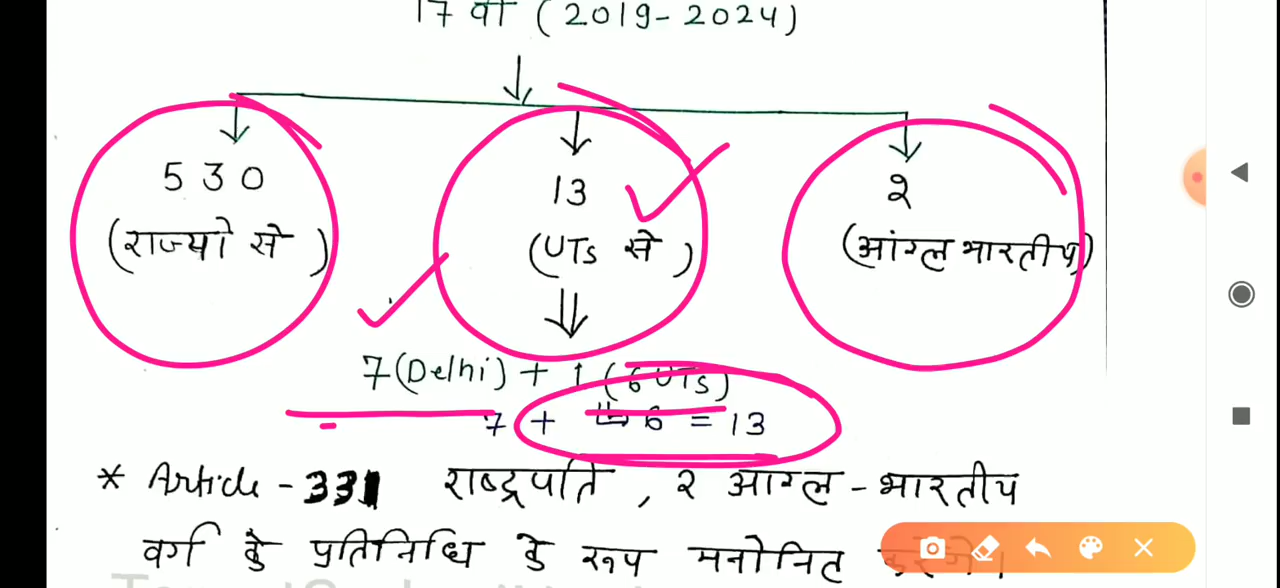 17 वी (2019-2024)
530 13 2
(राज्यो से) (UTs से) (आंग्ल भारतीय)
7 (Delhi) + 1 (6 UTs)
7 + 6 = 13
* Article - 331 राष्ट्रपति, 2 आंग्ल - भारतीय
वर्ग के प्रतिनिधि के रूप मनोनित